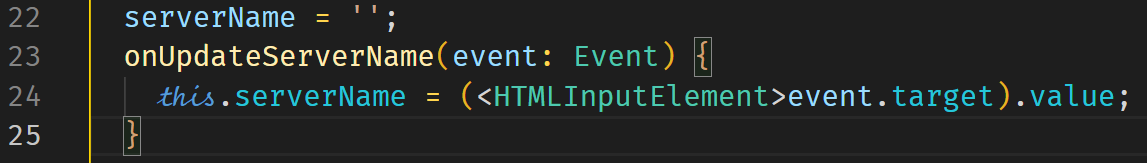 22 serverName = '';
23 onUpdateServerName(event: Event) {
24 this.serverName = (<HTMLInputElement>event.target).value;
25 }